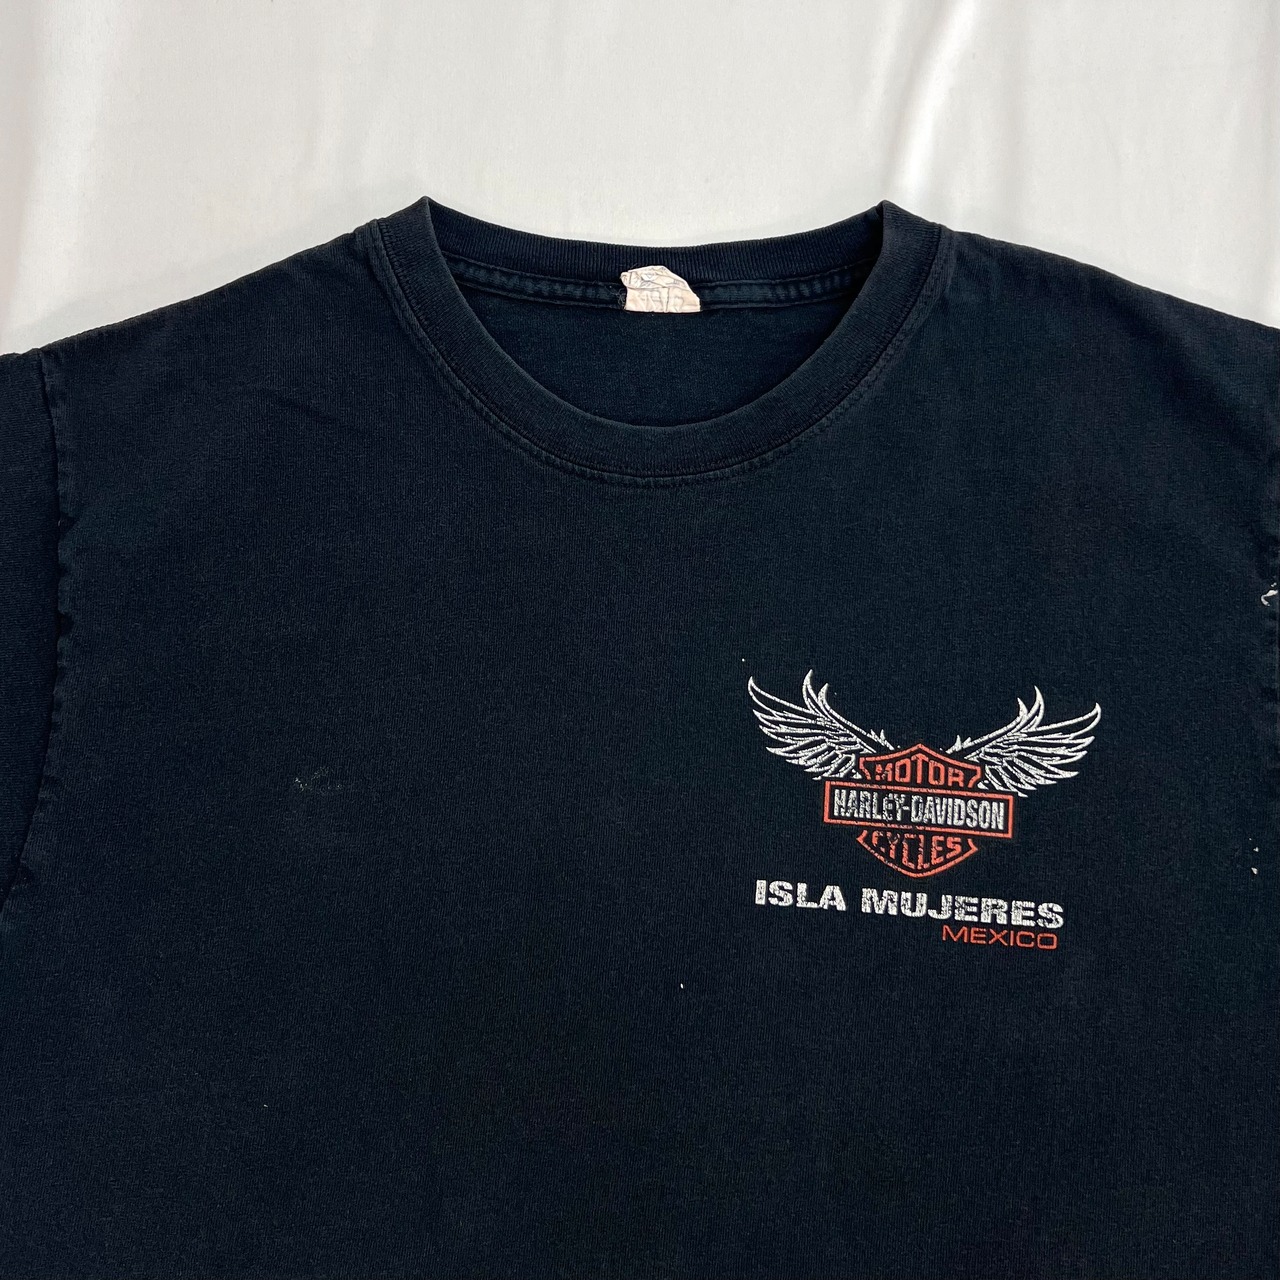 MOTOR
HARLEY-DAVIDSON
CYCLES
ISLA MUJERES
MEXICO